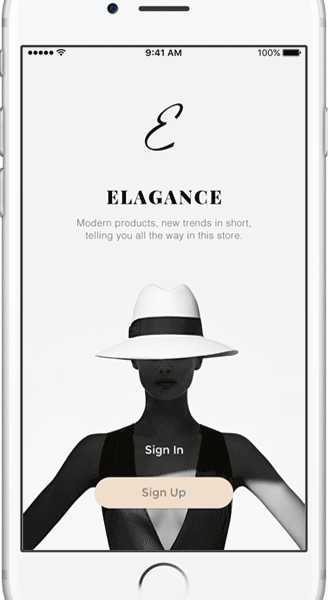 9:41 AM
100%
E
ELAGANCE
Modern products, new trends in short,
telling you all the way in this store.
Sign In
Sign Up